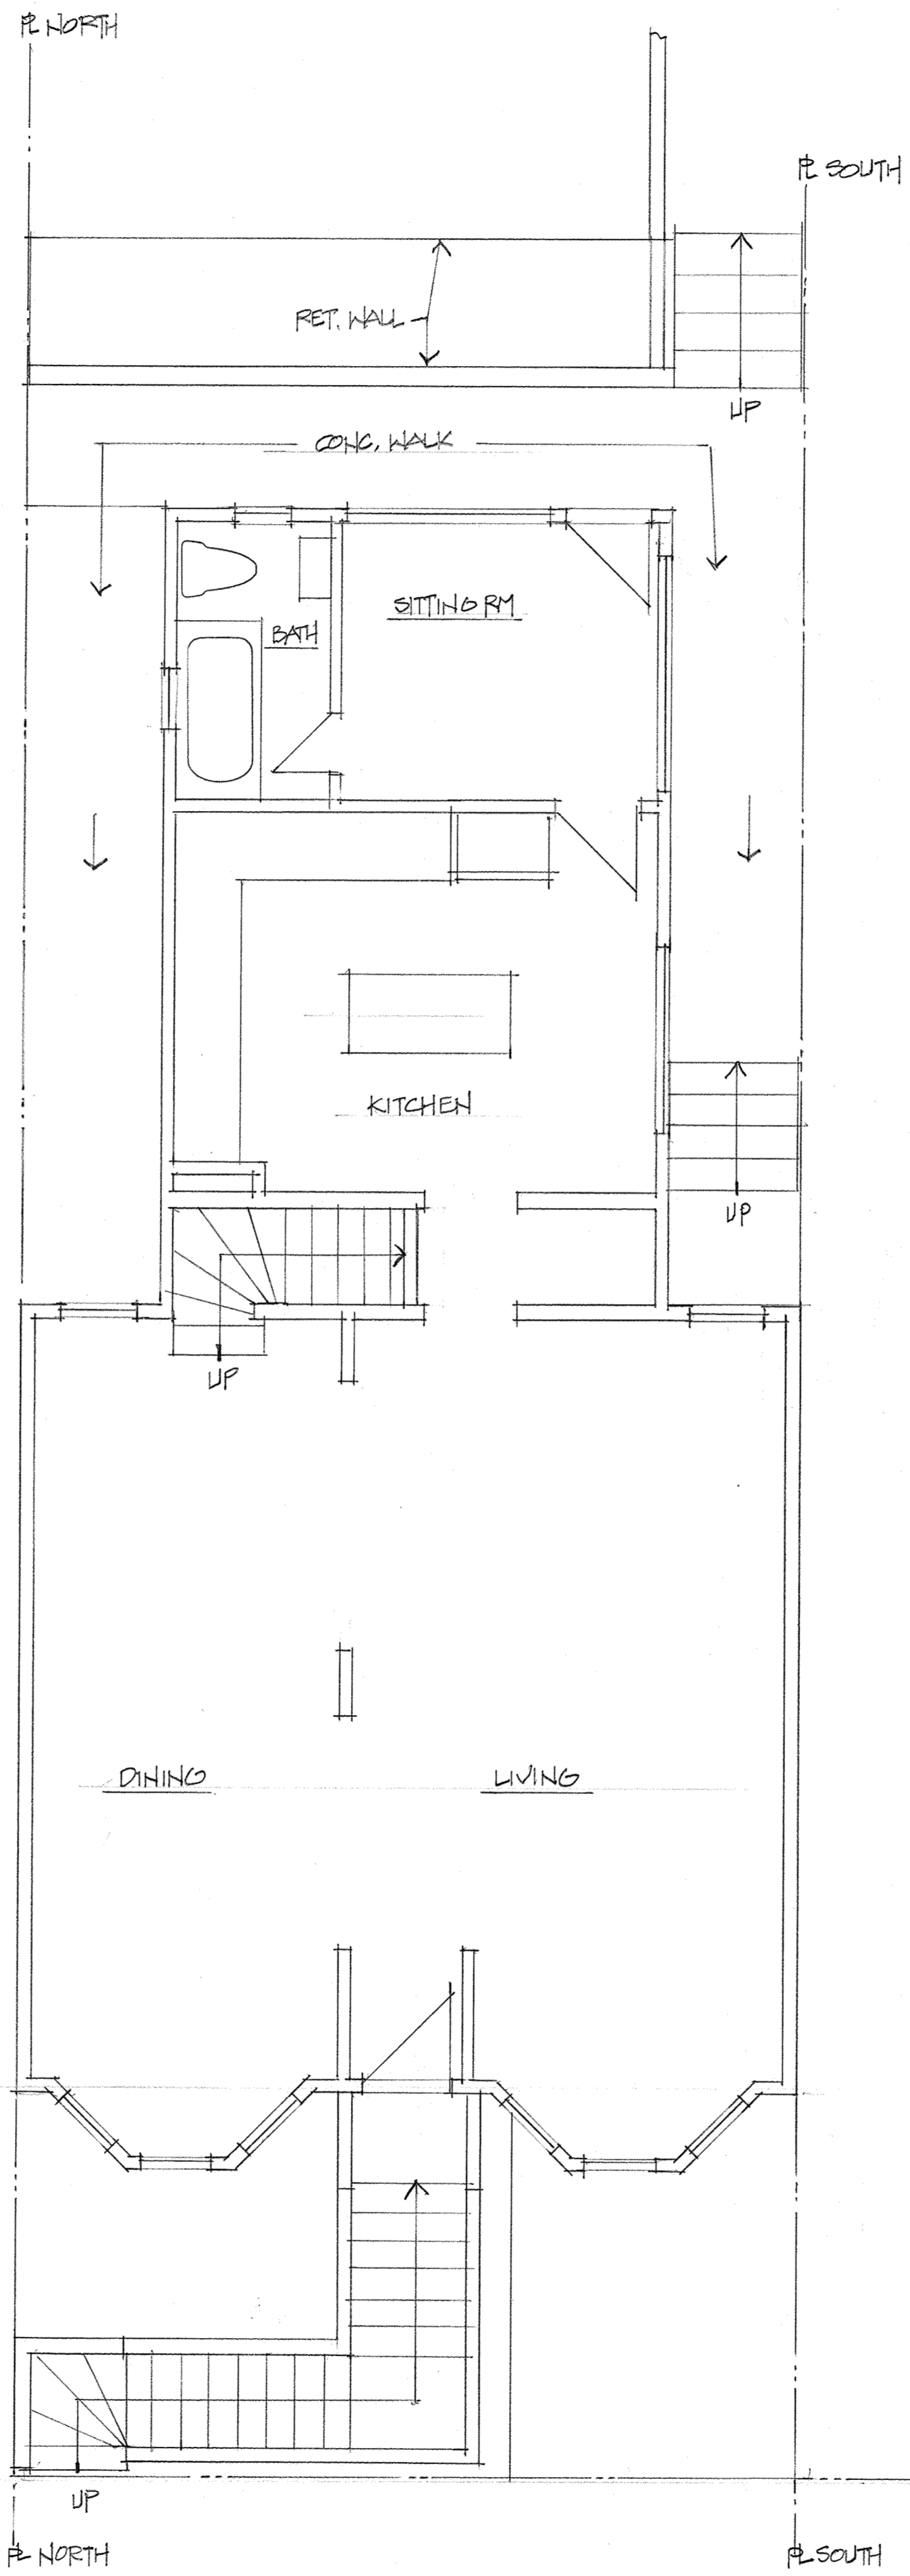 PL NORTH
PL SOUTH
RET. WALL
UP
CONC. WALK
SITTING RM
BATH
KITCHEN
UP
UP
DINING
LIVING
UP
PL NORTH
PL SOUTH